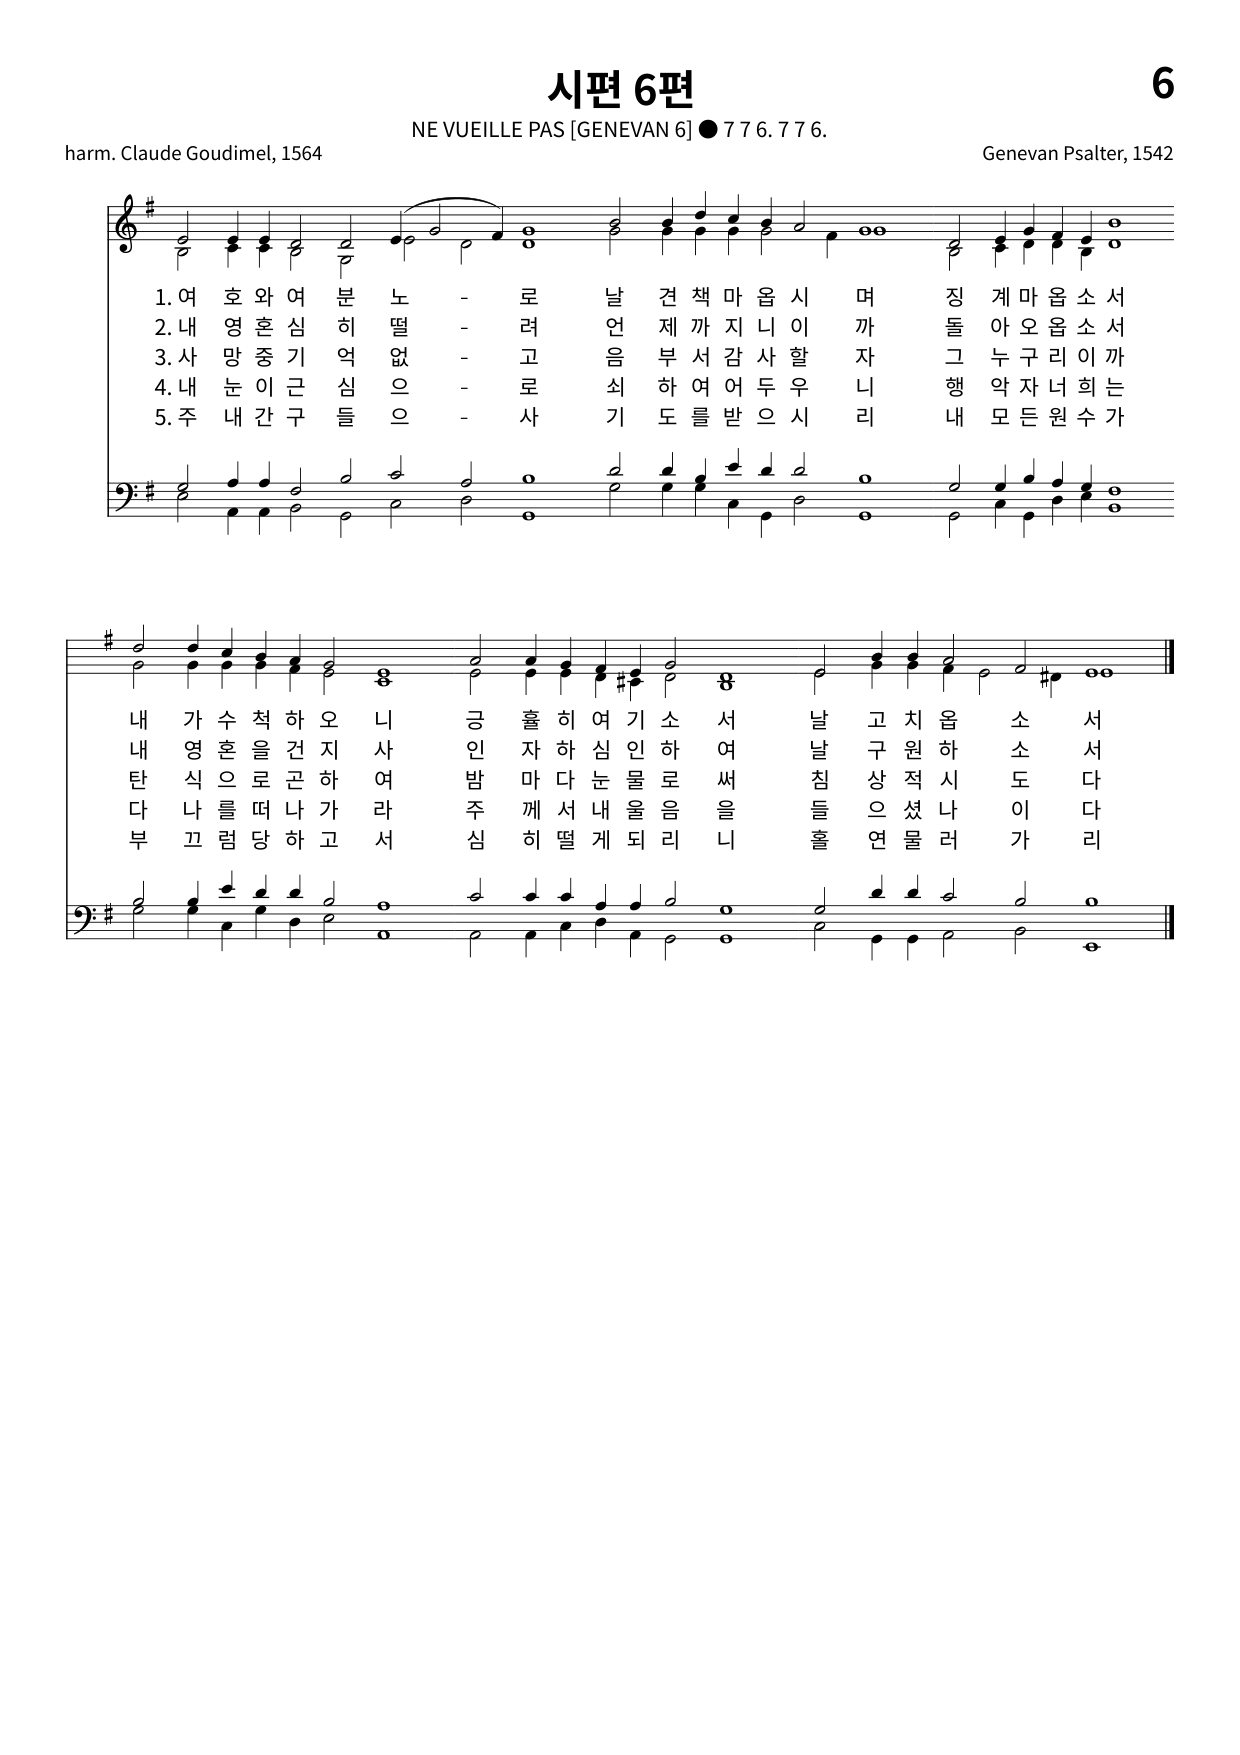 시편 6편
6
NE VUEILLE PAS [GENEVAN 6] ● 7 7 6. 7 7 6.
harm. Claude Goudimel, 1564
Genevan Psalter, 1542
1. 여 호 와 여 분 노 - 로 날 견 책 마 옵 시 며 징 계 마 옵 소 서
2. 내 영 혼 심 히 떨 - 려 언 제 까 지 니 이 까 돌 아 오 옵 소 서
3. 사 망 중 기 억 없 - 고 음 부 서 감 사 할 자 그 누 구 리 이 까
4. 내 눈 이 근 심 으 - 로 쇠 하 여 어 두 우 니 행 악 자 너 희 는
5. 주 내 간 구 들 으 - 사 기 도 를 받 으 시 리 내 모 든 원 수 가
내 가 수 척 하 오 니 긍 휼 히 여 기 소 서 날 고 치 옵 소 서
내 영 혼 을 건 지 사 인 자 하 심 인 하 여 날 구 원 하 소 서
탄 식 으 로 곤 하 여 밤 마 다 눈 물 로 써 침 상 적 시 도 다
다 나 를 떠 나 가 라 주 께 서 내 울 음 을 들 으 셨 나 이 다
부 끄 럼 당 하 고 서 심 히 떨 게 되 리 니 홀 연 물 러 가 리